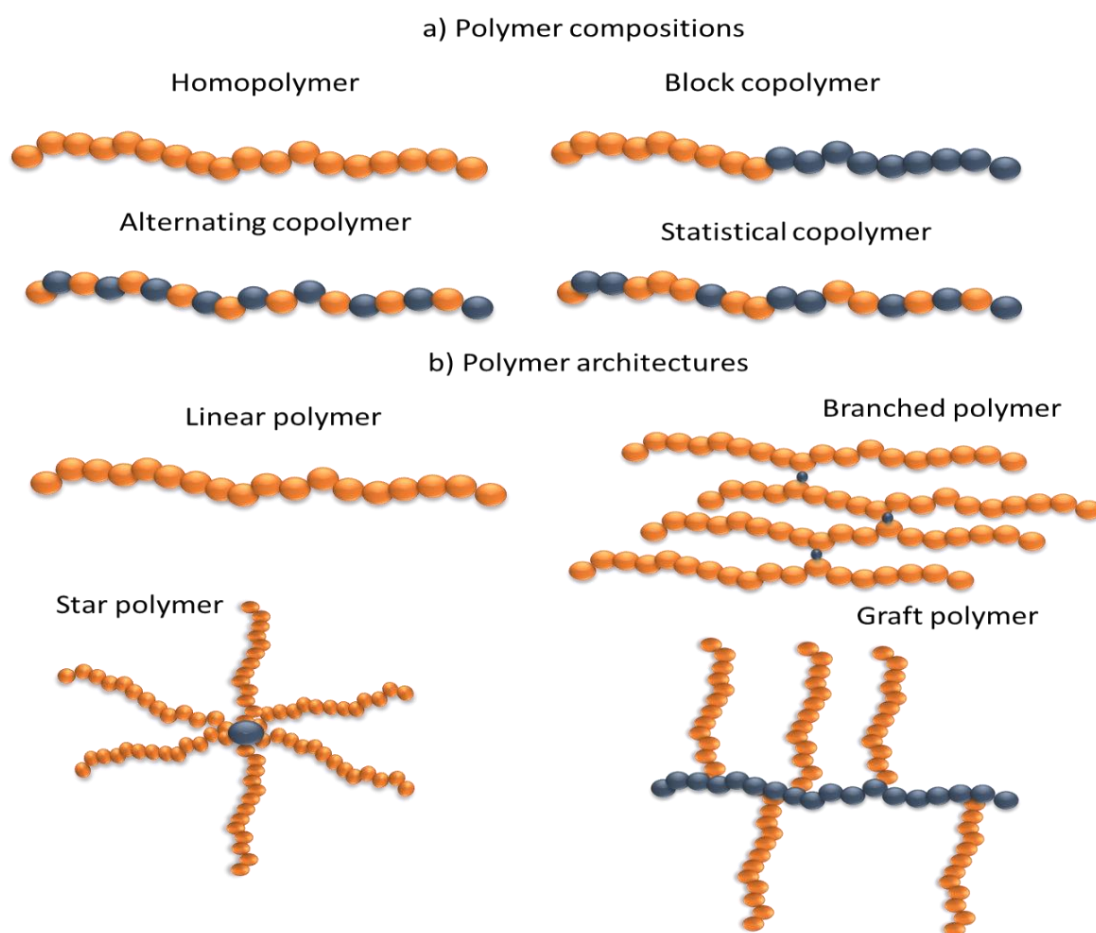 a) Polymer compositions
Homopolymer
Block copolymer
Alternating copolymer
Statistical copolymer
b) Polymer architectures
Linear polymer
Branched polymer
Star polymer
Graft polymer